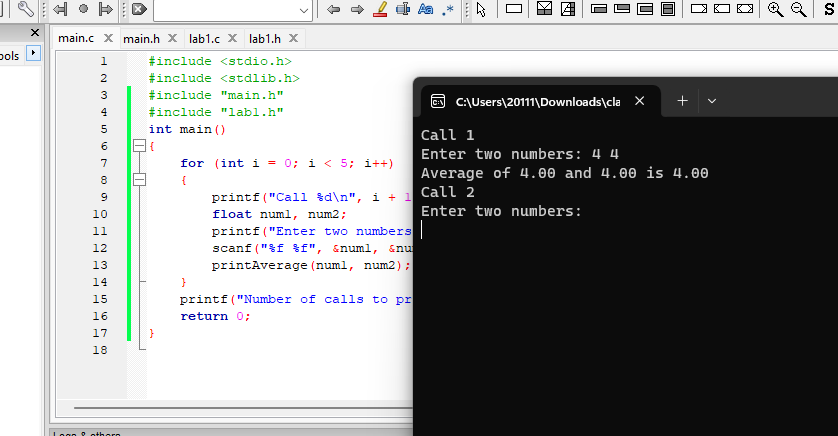 Aa .*
S
ools
main.c
main.h
lab1.c
lab1.h
1 #include <stdio.h>
2 #include <stdlib.h>
3 #include "main.h"
4 #include "lab1.h"
5 int main()
6 {
7 for (int i = 0; i < 5; i++)
8 {
9 printf("Call %d\n", i + 1
10 float num1, num2;
11 printf("Enter two numbers
12 scanf("%f %f", &num1, &nu
13 printAverage(num1, num2);
14 }
15 printf("Number of calls to pr
16 return 0;
17 }
18
C:\Users\20111\Downloads\cla
Call 1
Enter two numbers: 4 4
Average of 4.00 and 4.00 is 4.00
Call 2
Enter two numbers:
Logs & others